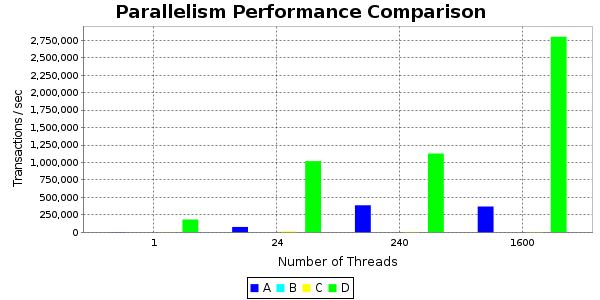 Parallelism Performance Comparison
Transactions / sec
2,750,000
2,500,000
2,250,000
2,000,000
1,750,000
1,500,000
1,250,000
1,000,000
750,000
500,000
250,000
0
1 24 240 1600
Number of Threads
A B C D